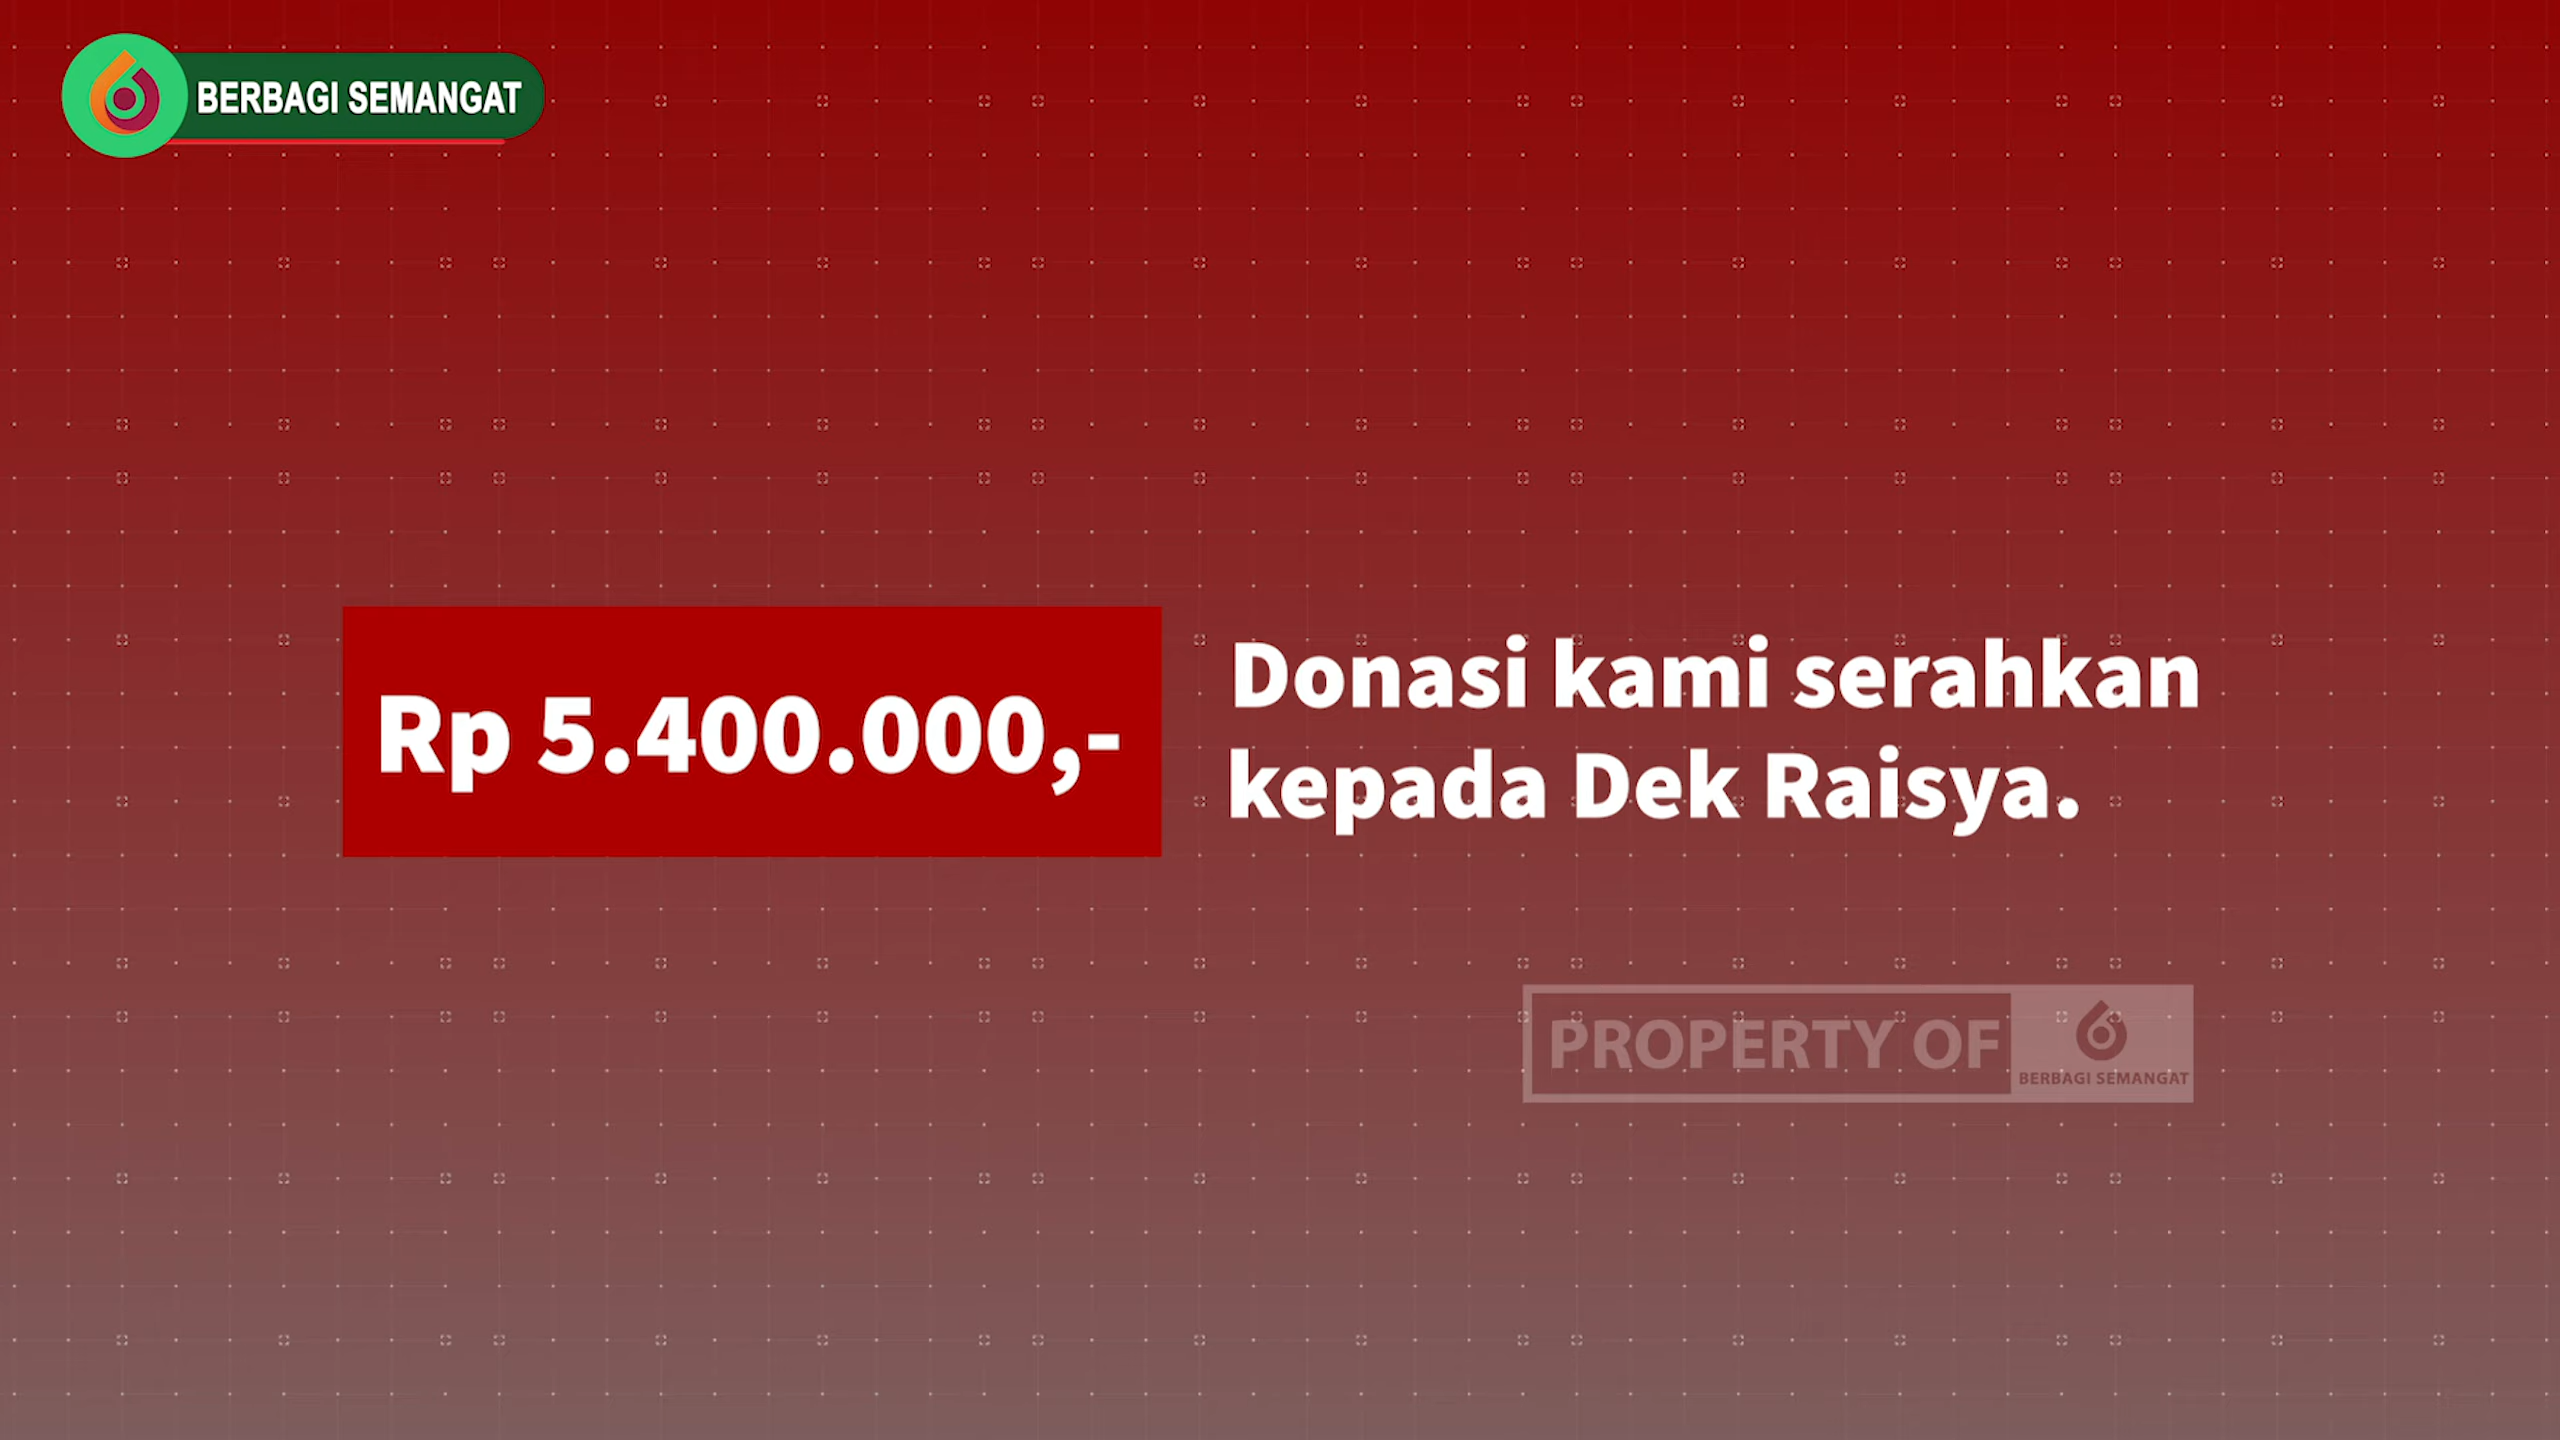 BERBAGI SEMANGAT
Rp 5.400.000,-
Donasi kami serahkan
kepada Dek Raisya.
PROPERTY OF
BERBAGI SEMANGAT